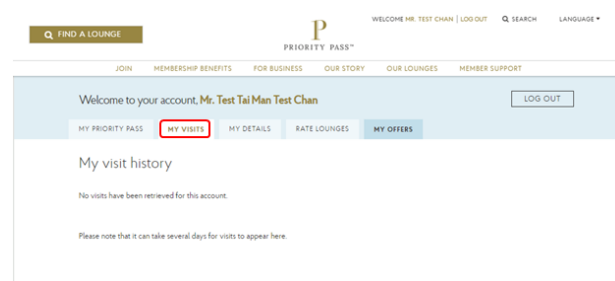 FIND A LOUNGE
P
PRIORITY PASS™
WELCOME MR. TEST CHAN | LOG OUT SEARCH LANGUAGE
JOIN MEMBERSHIP BENEFITS FOR BUSINESS OUR STORY OUR LOUNGES MEMBER SUPPORT
Welcome to your account, Mr. Test Tai Man Test Chan
LOG OUT
MY PRIORITY PASS MY VISITS MY DETAILS RATE LOUNGES MY OFFERS
My visit history
No visits have been retrieved for this account.
Please note that it can take several days for visits to appear here.